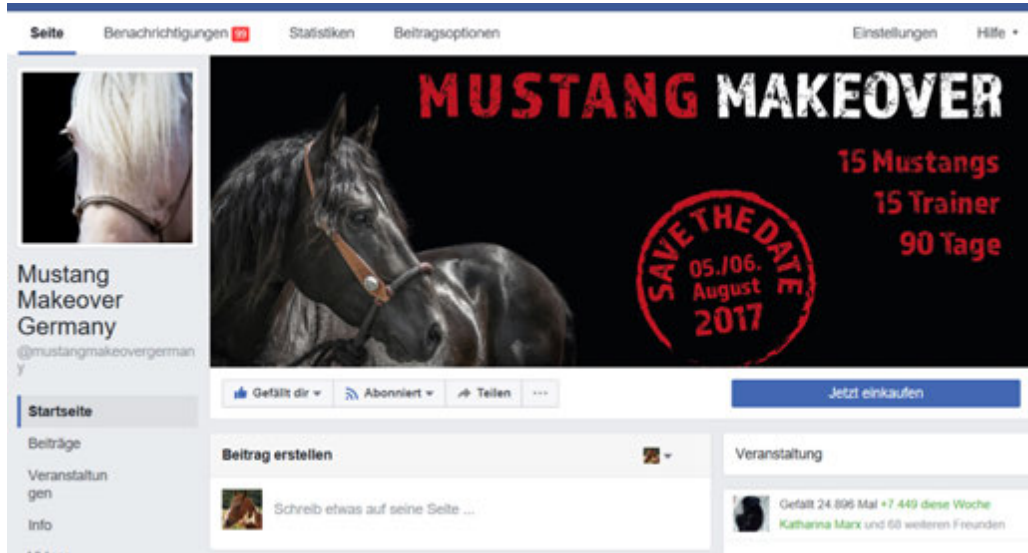 Seite Benachrichtigungen 99 Statistiken Beitragsoptionen Einstellungen Hilfe
MUSTANG MAKEOVER
15 Mustangs
15 Trainer
90 Tage
SAVE THE DATE
05./06.
August
2017
Mustang
Makeover
Germany
@mustangmakeovergerman
y
Gefällt dir Abonniert Teilen ... Jetzt einkaufen
Startseite
Beiträge
Veranstaltun
gen
Info
Beitrag erstellen
Schreib etwas auf seine Seite ...
Veranstaltung
Gefällt 24.896 Mal +7.449 diese Woche
Katharina Marx und 68 weiteren Freunden